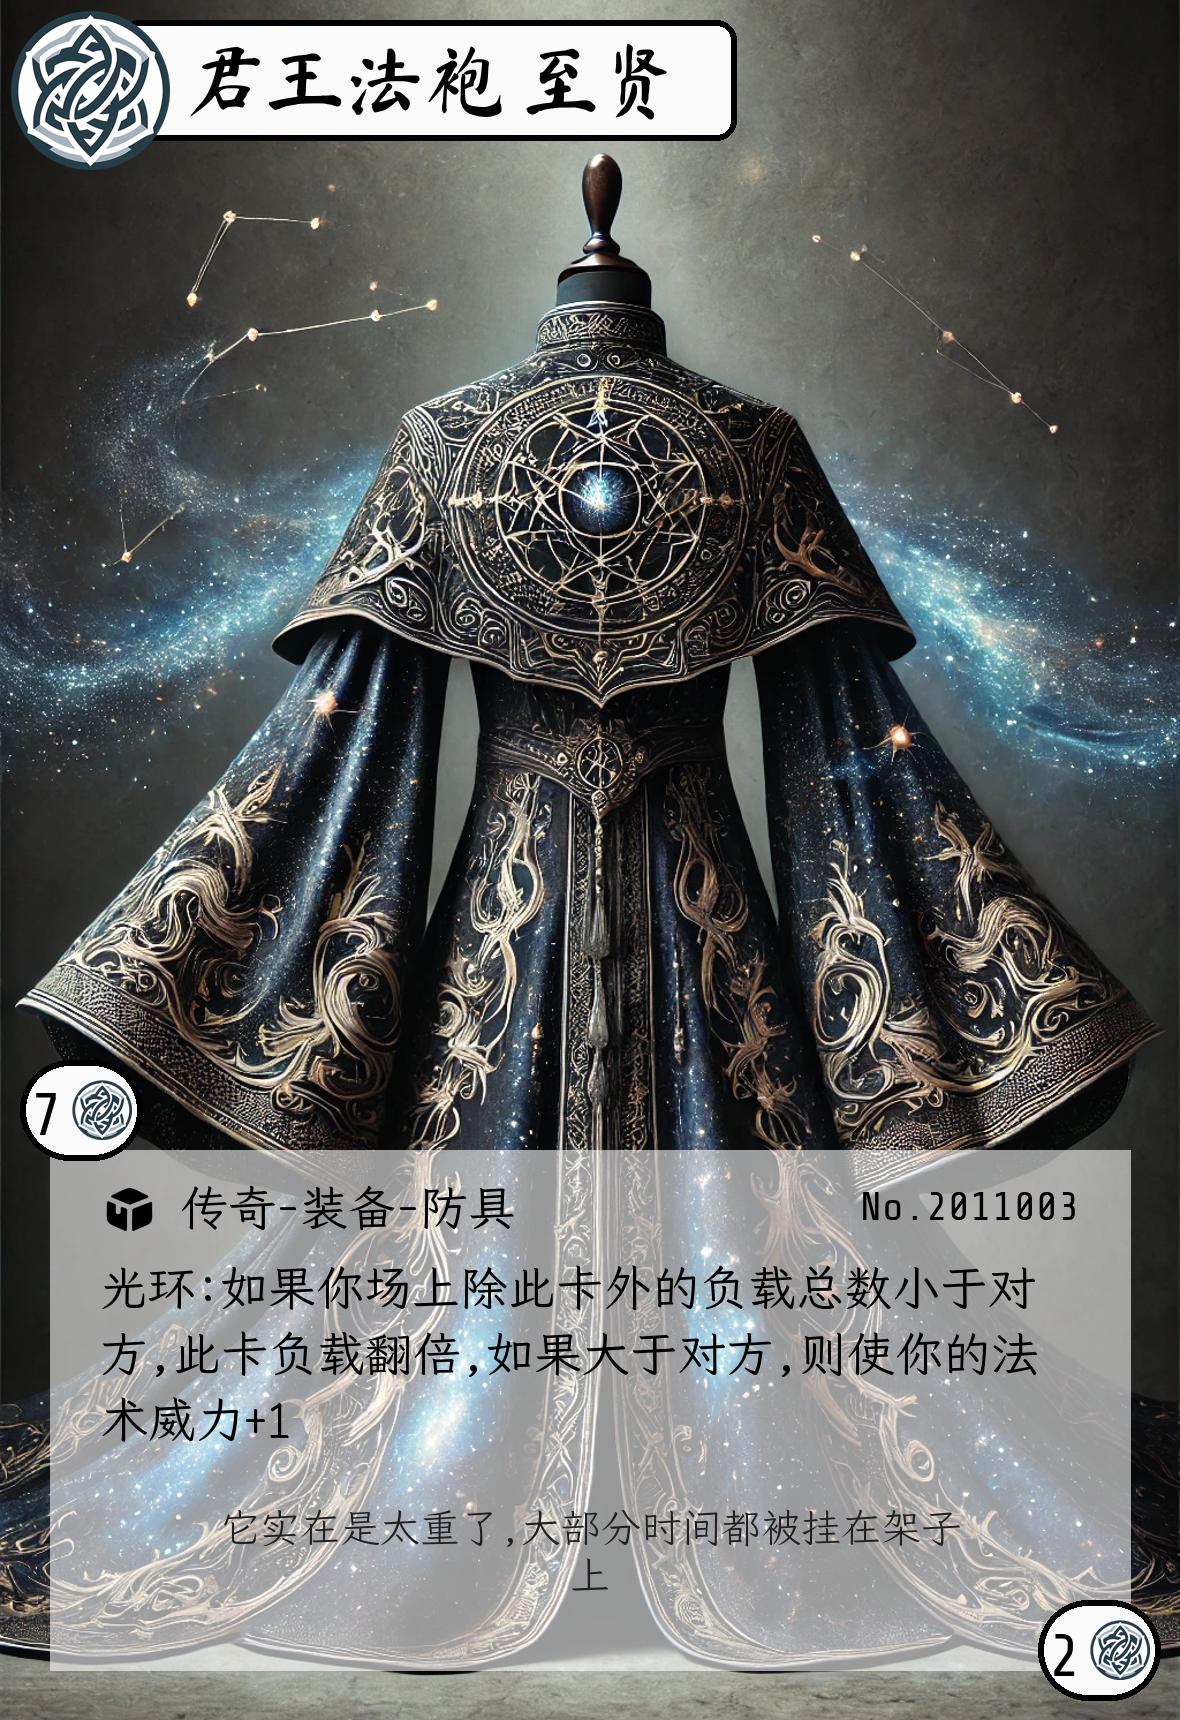 君王法袍 至贤
7
传奇-装备-防具
No.2011003
光环:如果你场上除此卡外的负载总数小于对
方,此卡负载翻倍,如果大于对方,则使你的法
术威力+1
它实在是太重了,大部分时间都被挂在架子
上
2